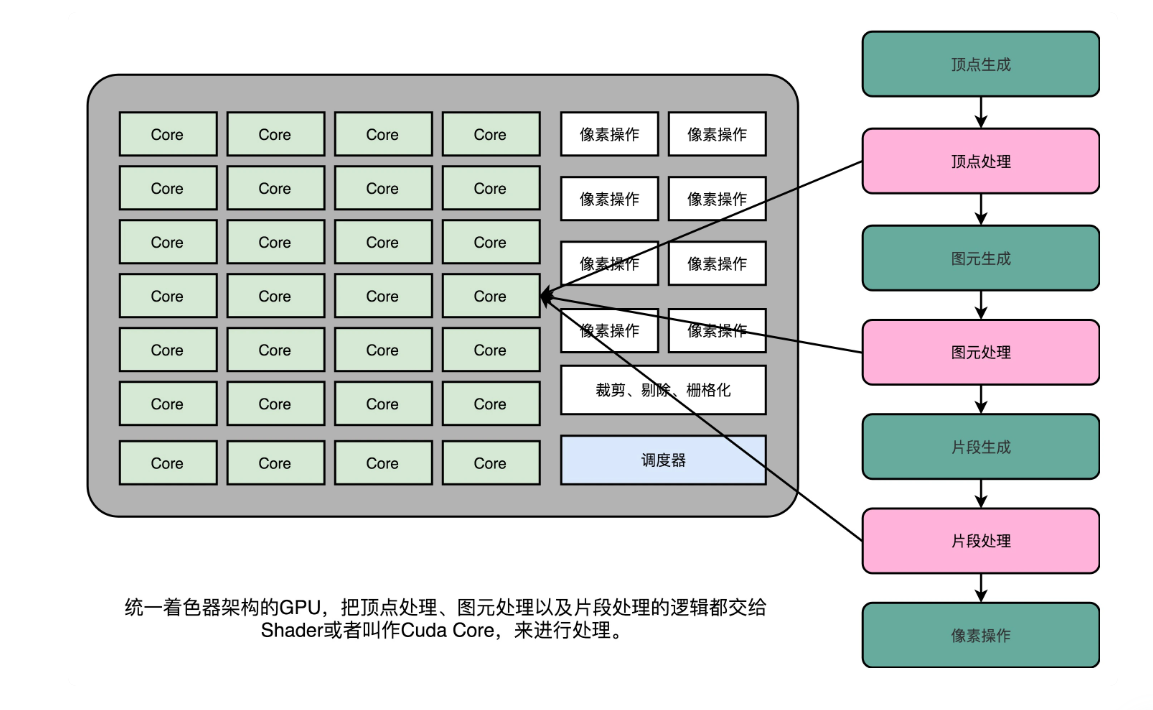 Core Core Core Core 像素操作 像素操作
Core Core Core Core 像素操作 像素操作
Core Core Core Core 像素操作 像素操作
Core Core Core Core 像素操作 像素操作
Core Core Core Core 裁剪、剔除、栅格化
Core Core Core Core
Core Core Core Core 调度器
顶点生成
顶点处理
图元生成
图元处理
片段生成
片段处理
像素操作
统一着色器架构的GPU，把顶点处理、图元处理以及片段处理的逻辑都交给
Shader或者叫作Cuda Core，来进行处理。